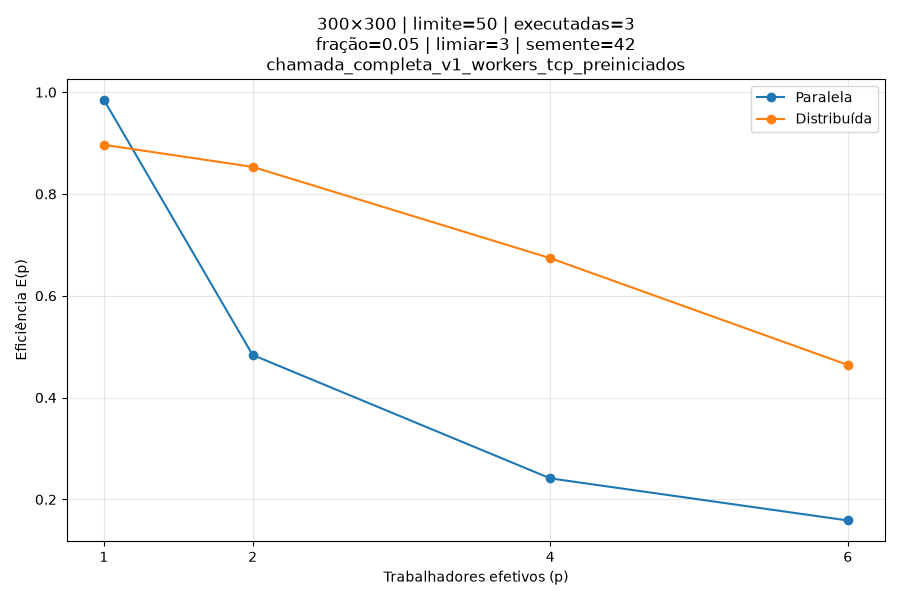 300×300 | limite=50 | executadas=3
fração=0.05 | limiar=3 | semente=42
chamada_completa_v1_workers_tcp_preiniciados
Paralela
Distribuída
1.0
0.8
0.6
0.4
0.2
Eficiência E(p)
1
2
4
6
Trabalhadores efetivos (p)